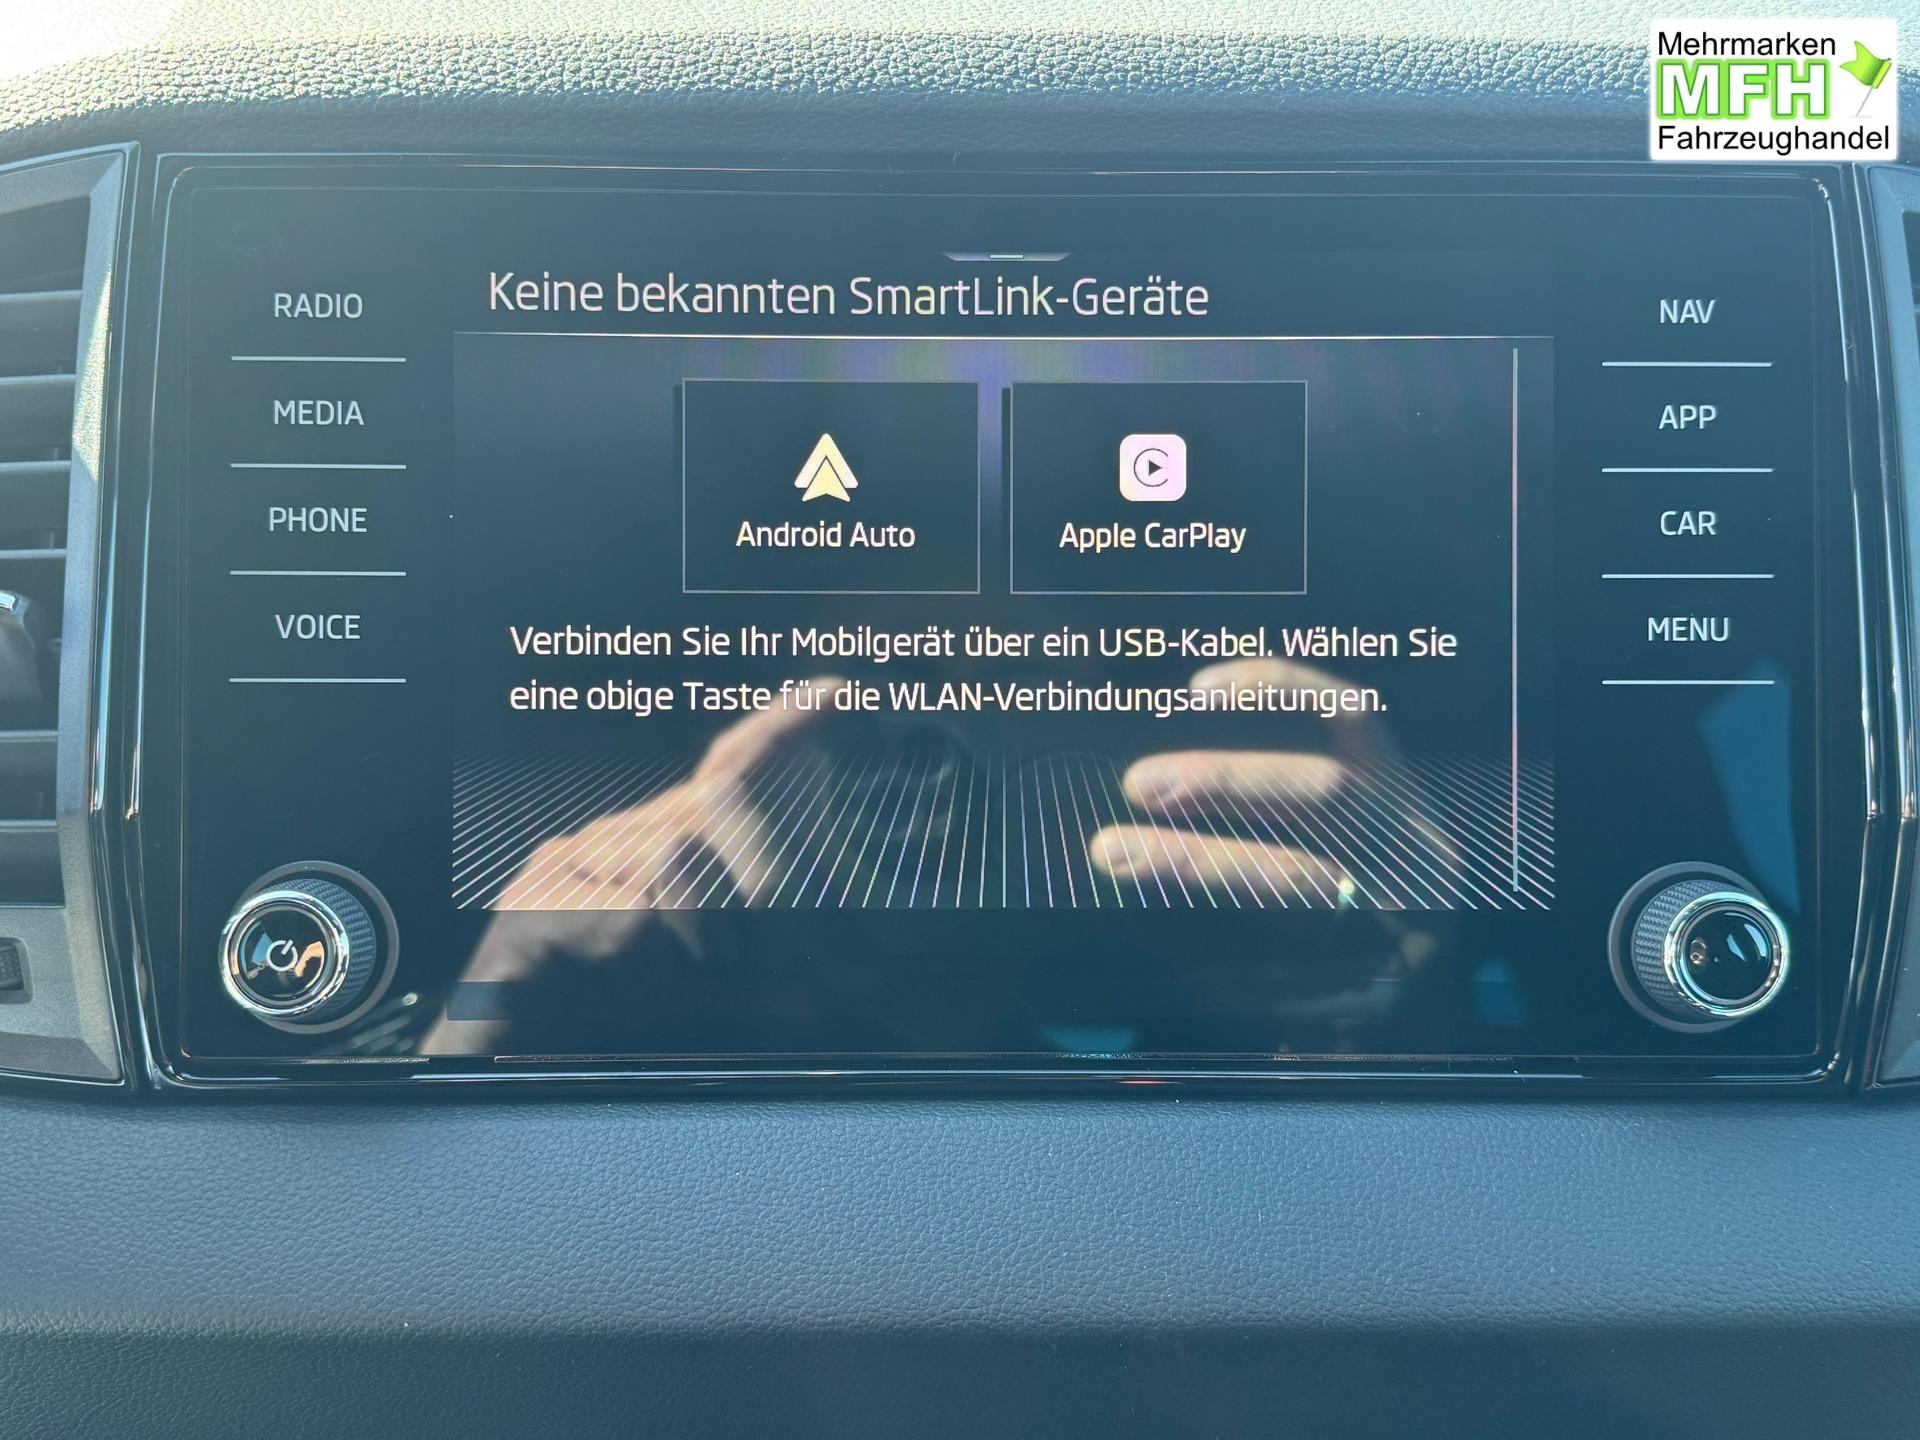 Mehrmarken
MFH
Fahrzeughandel
Keine bekannten SmartLink-Geräte
RADIO
MEDIA
PHONE
VOICE
Android Auto
Apple CarPlay
Verbinden Sie Ihr Mobilgerät über ein USB-Kabel. Wählen Sie
eine obige Taste für die WLAN-Verbindungsanleitungen.
NAV
APP
CAR
MENU